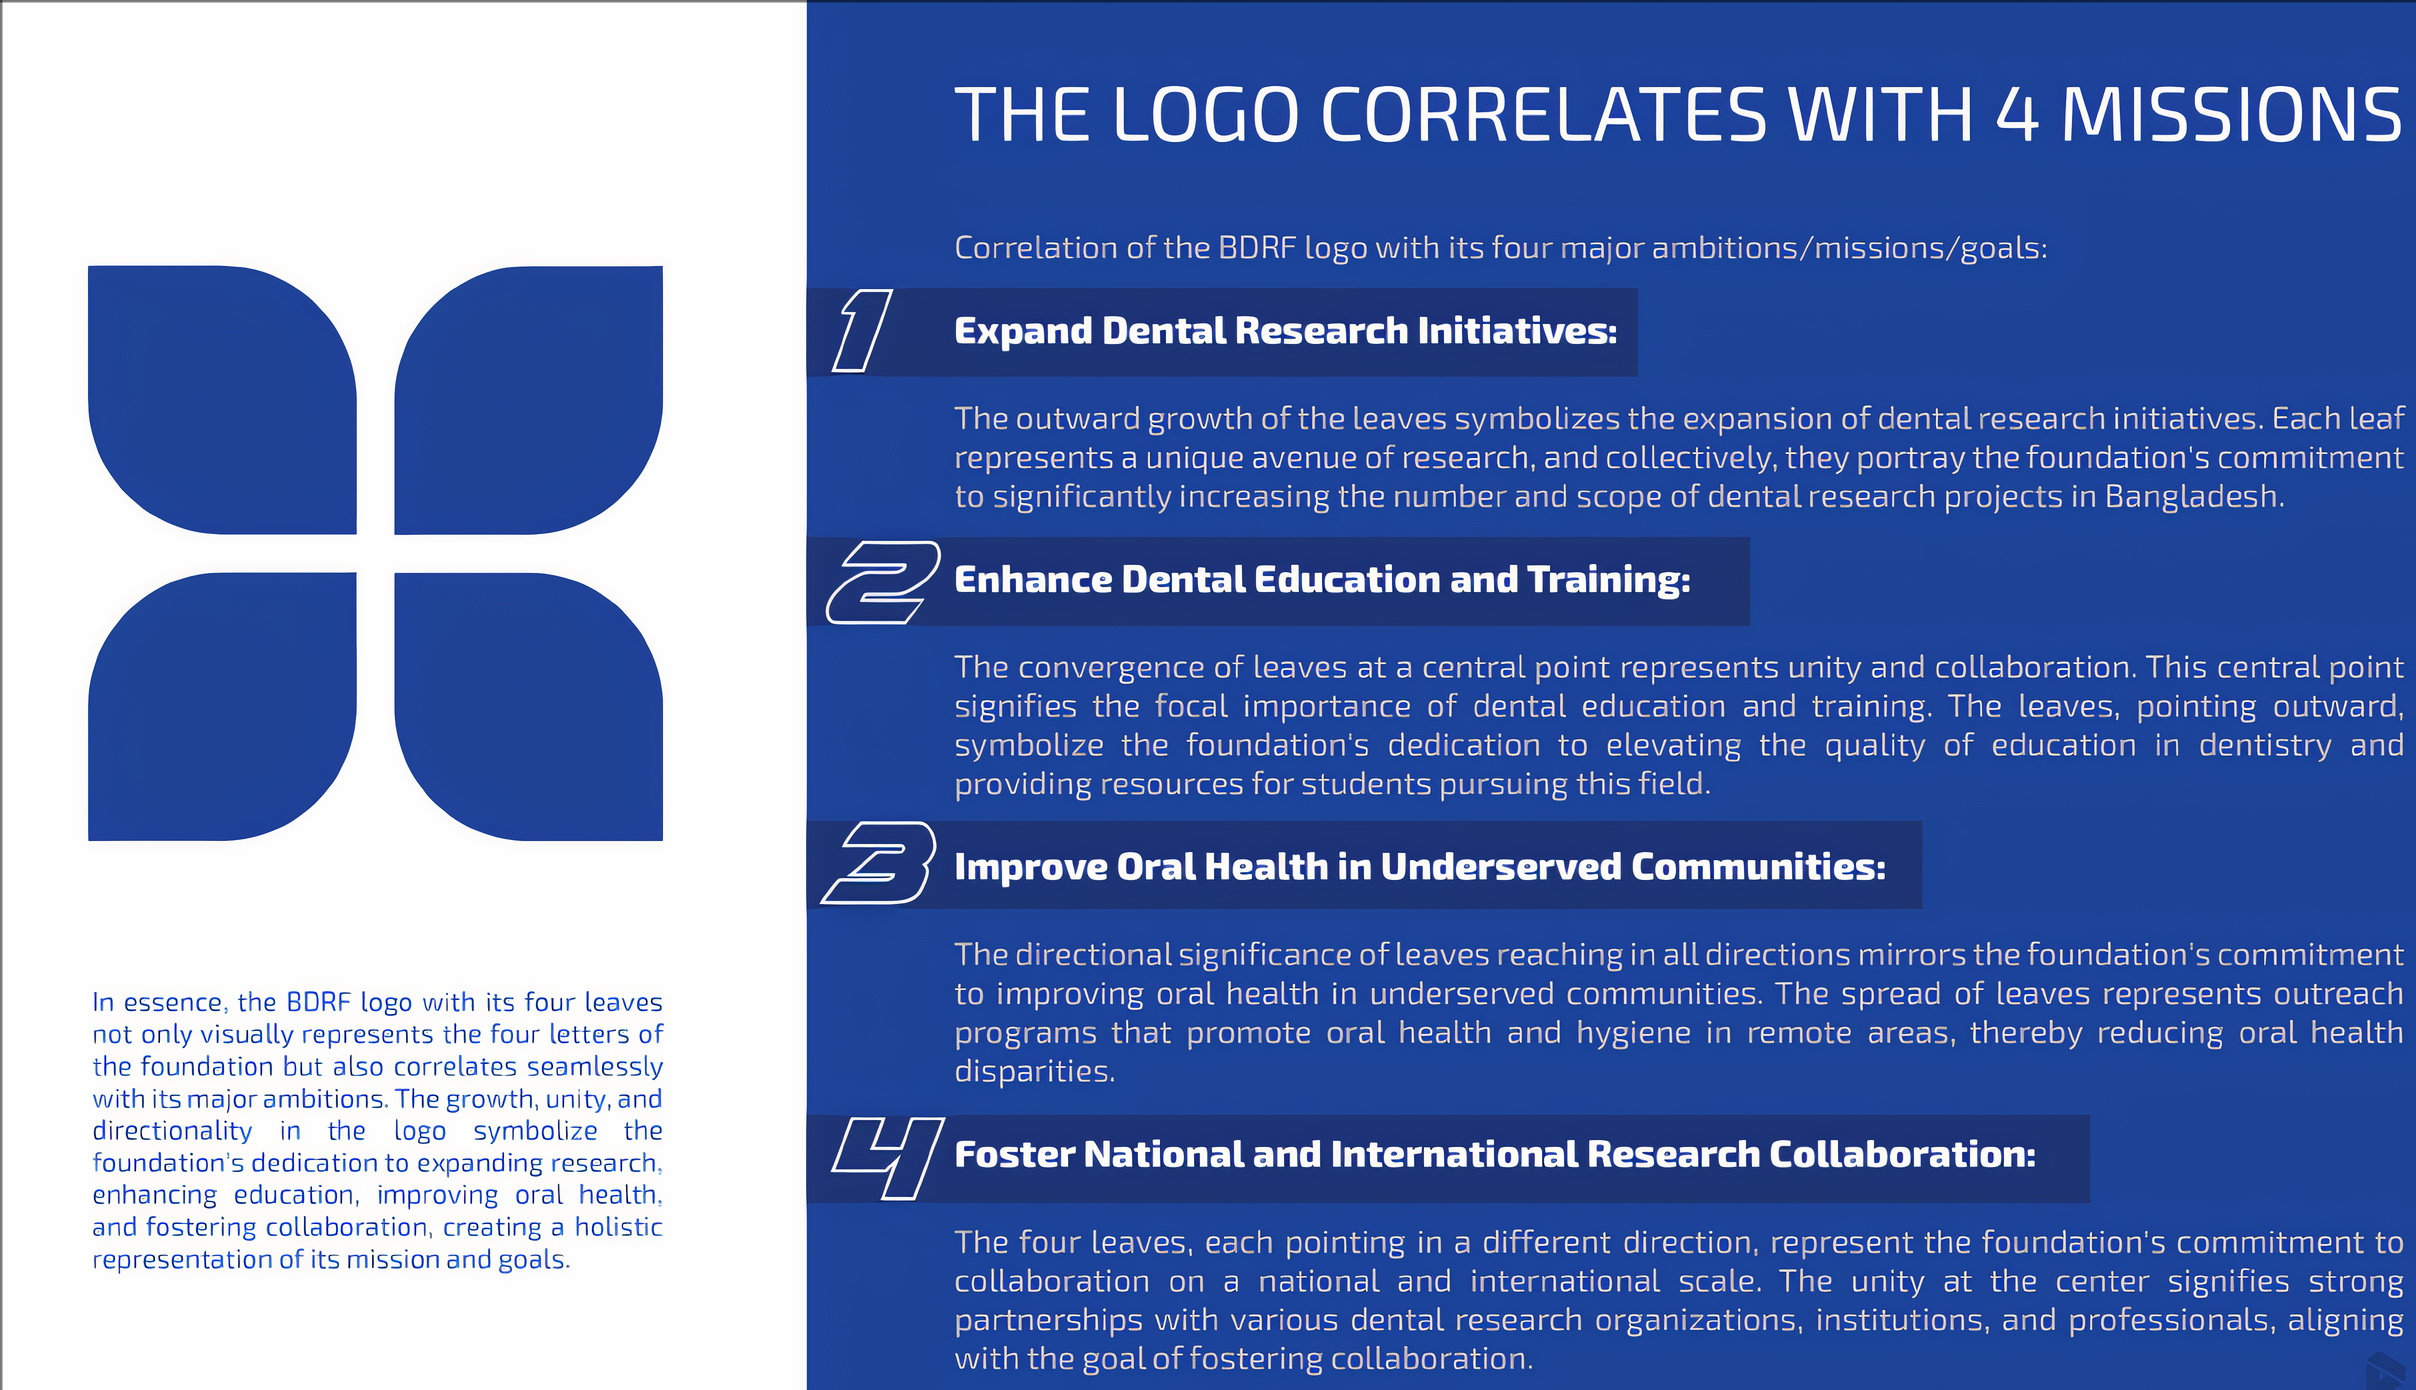 THE LOGO CORRELATES WITH 4 MISSIONS
Correlation of the BDRF logo with its four major ambitions/missions/goals:
1 Expand Dental Research Initiatives:
The outward growth of the leaves symbolizes the expansion of dental research initiatives. Each leaf
represents a unique avenue of research, and collectively, they portray the foundation's commitment
to significantly increasing the number and scope of dental research projects in Bangladesh.
2 Enhance Dental Education and Training:
The convergence of leaves at a central point represents unity and collaboration. This central point
signifies the focal importance of dental education and training. The leaves, pointing outward,
symbolize the foundation's dedication to elevating the quality of education in dentistry and
providing resources for students pursuing this field.
3 Improve Oral Health in Underserved Communities:
The directional significance of leaves reaching in all directions mirrors the foundation's commitment
to improving oral health in underserved communities. The spread of leaves represents outreach
programs that promote oral health and hygiene in remote areas, thereby reducing oral health
disparities.
4 Foster National and International Research Collaboration:
The four leaves, each pointing in a different direction, represent the foundation's commitment to
collaboration on a national and international scale. The unity at the center signifies strong
partnerships with various dental research organizations, institutions, and professionals, aligning
with the goal of fostering collaboration.
In essence, the BDRF logo with its four leaves
not only visually represents the four letters of
the foundation but also correlates seamlessly
with its major ambitions. The growth, unity, and
directionality in the logo symbolize the
foundation's dedication to expanding research,
enhancing education, improving oral health,
and fostering collaboration, creating a holistic
representation of its mission and goals.